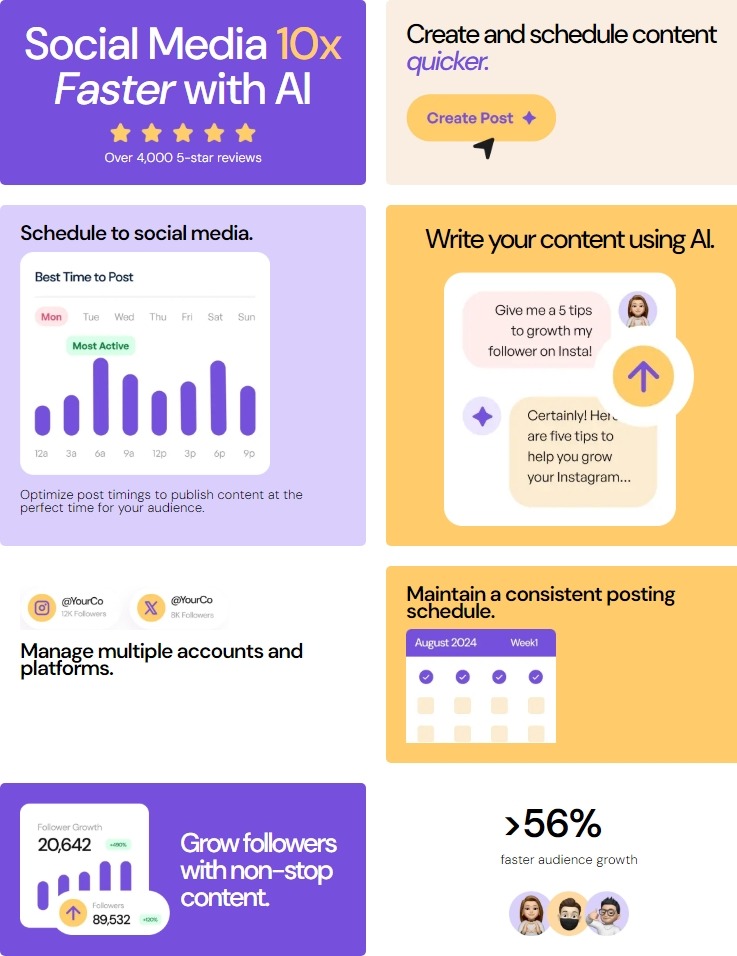 Social Media 10x
Faster with AI
Over 4,000 5-star reviews
Create and schedule content
quicker.
Create Post
Schedule to social media.
Best Time to Post
Mon Tue Wed Thu Fri Sat Sun
Most Active
12a 3a 6a 9a 12p 3p 6p 9p
Optimize post timings to publish content at the
perfect time for your audience.
Write your content using AI.
Give me a 5 tips
to growth my
follower on Insta!
Certainly! Here
are five tips to
help you grow
your Instagram...
@YourCo
12K Followers
@YourCo
8K Followers
Manage multiple accounts and
platforms.
Maintain a consistent posting
schedule.
August 2024 Week1
Follower Growth
20,642 +490%
Followers
89,532 +120%
Grow followers
with non-stop
content.
>56%
faster audience growth